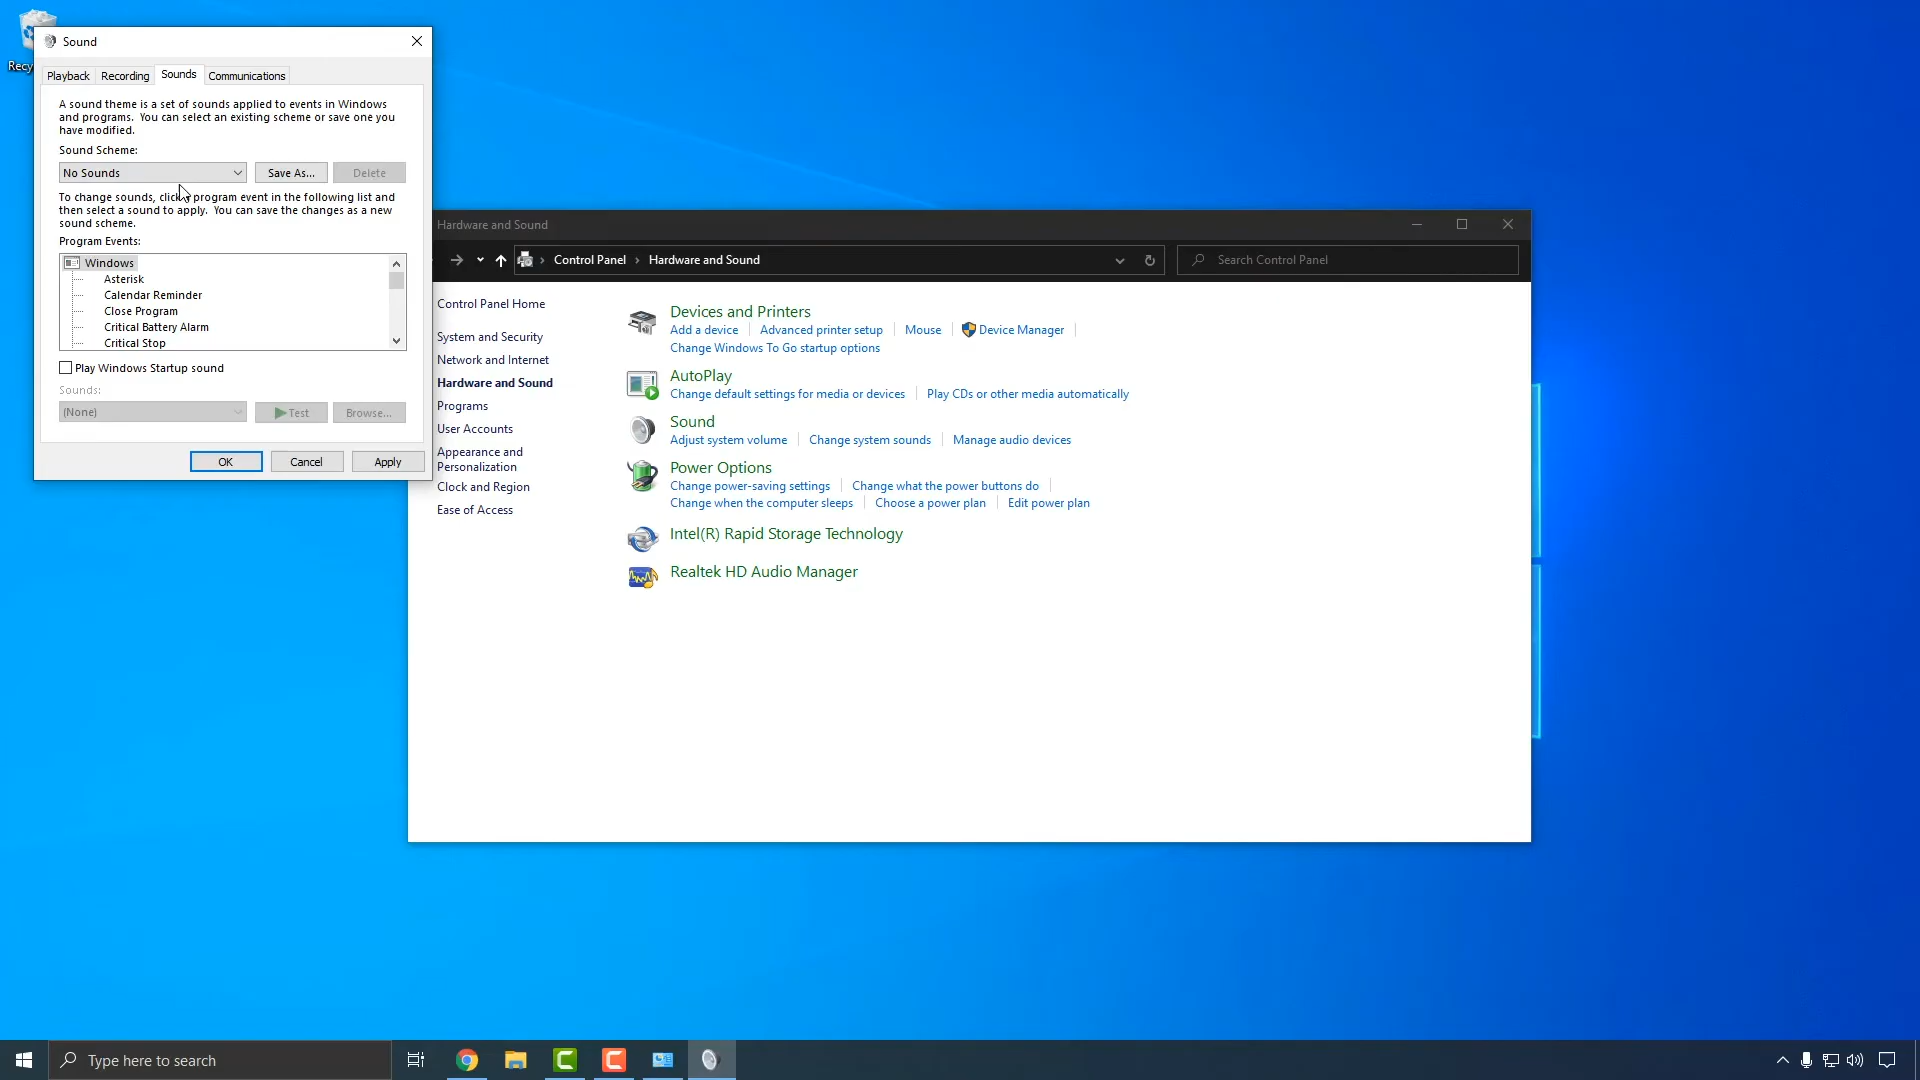 Recy
Sound
Playback
Recording
Sounds
Communications
A sound theme is a set of sounds applied to events in Windows
and programs. You can select an existing scheme or save one you
have modified.
Sound Scheme:
No Sounds
Save As...
Delete
To change sounds, click program event in the following list and
then select a sound to apply. You can save the changes as a new
sound scheme.
Program Events:
Windows
Asterisk
Calendar Reminder
Close Program
Critical Battery Alarm
Critical Stop
Play Windows Startup sound
Sounds:
(None)
Test
Browse...
OK
Cancel
Apply
Hardware and Sound
Control Panel
Hardware and Sound
Search Control Panel
Control Panel Home
System and Security
Network and Internet
Hardware and Sound
Programs
User Accounts
Appearance and
Personalization
Clock and Region
Ease of Access
Devices and Printers
Add a device
Advanced printer setup
Mouse
Device Manager
Change Windows To Go startup options
AutoPlay
Change default settings for media or devices
Play CDs or other media automatically
Sound
Adjust system volume
Change system sounds
Manage audio devices
Power Options
Change power-saving settings
Change what the power buttons do
Change when the computer sleeps
Choose a power plan
Edit power plan
Intel(R) Rapid Storage Technology
Realtek HD Audio Manager
Type here to search